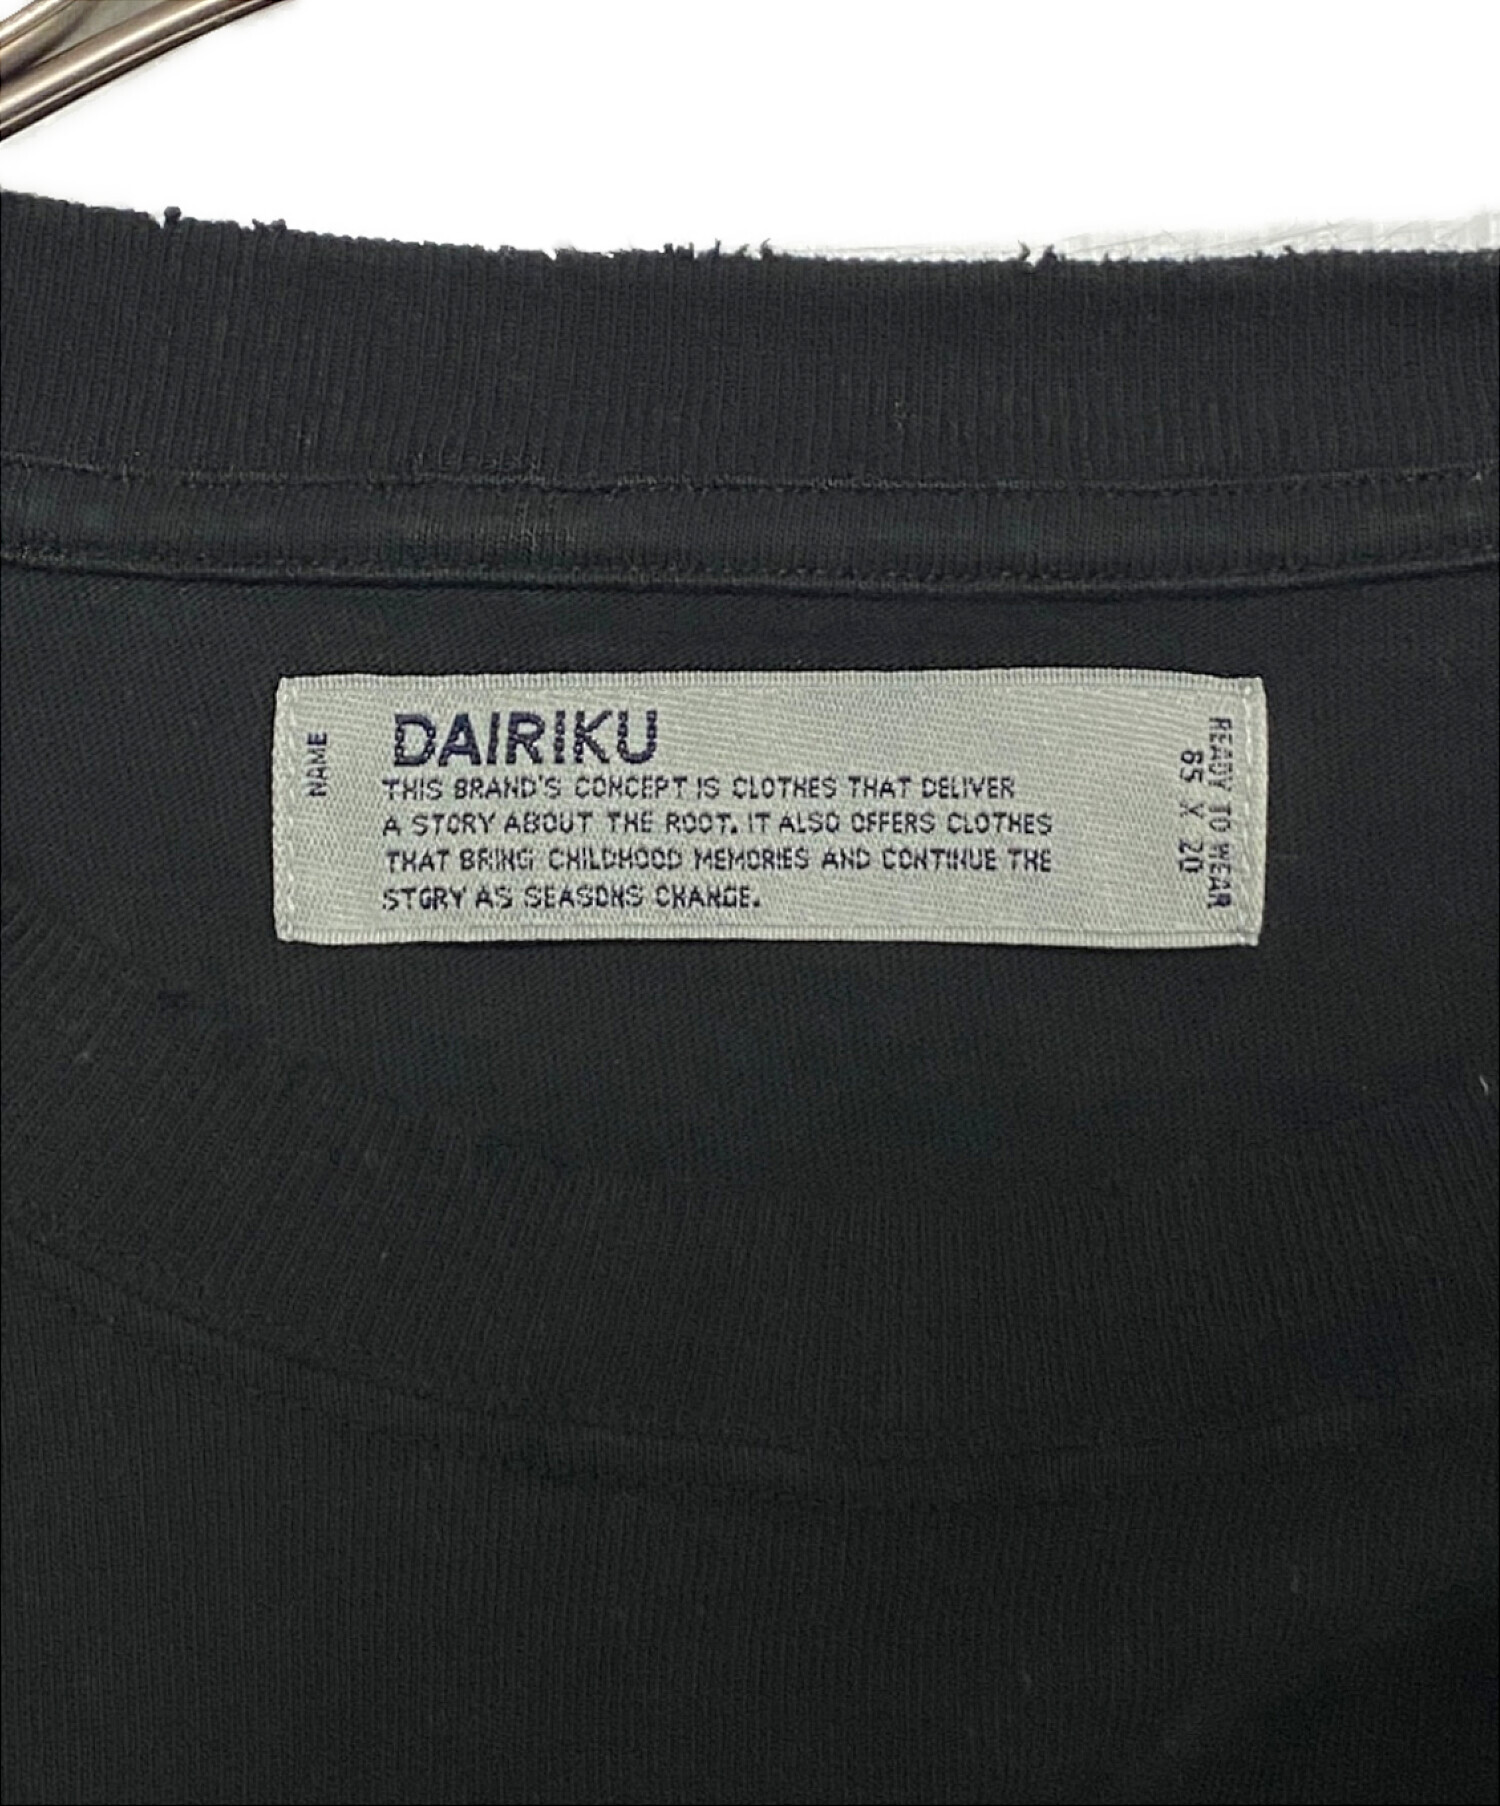 NAME
DAIRIKU
THIS BRAND'S CONCEPT IS CLOTHES THAT DELIVER
A STORY ABOUT THE ROOT. IT ALSO OFFERS CLOTHES
THAT BRING CHILDHOOD MEMORIES AND CONTINUE THE
STORY AS SEASONS CHANGE.
READY TO WEAR
65 X 20